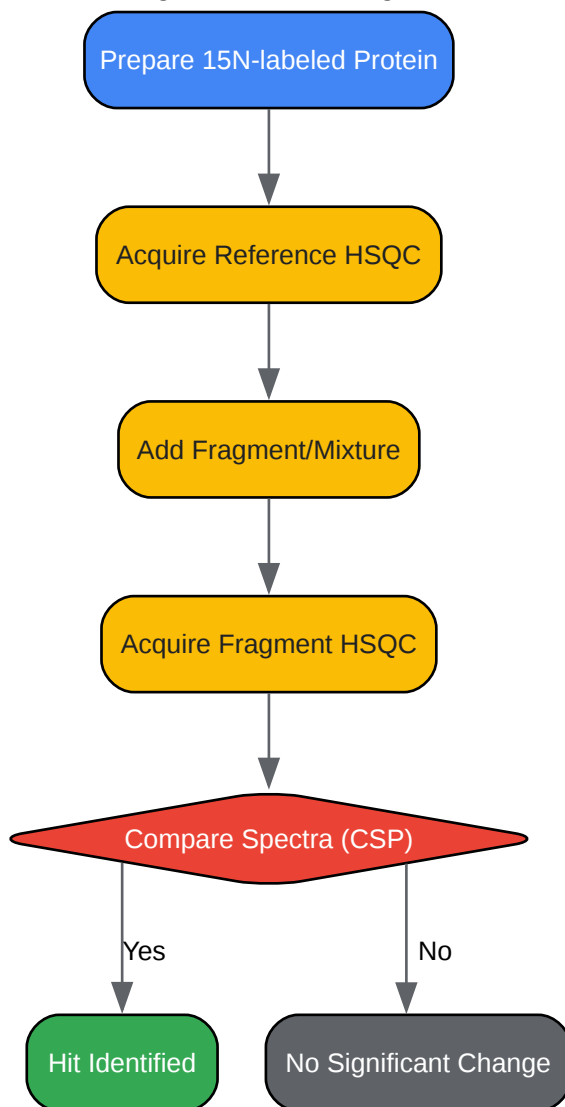 Prepare 15N-labeled Protein
Acquire Reference HSQC
Add Fragment/Mixture
Acquire Fragment HSQC
Compare Spectra (CSP)
Yes
No
Hit Identified
No Significant Change